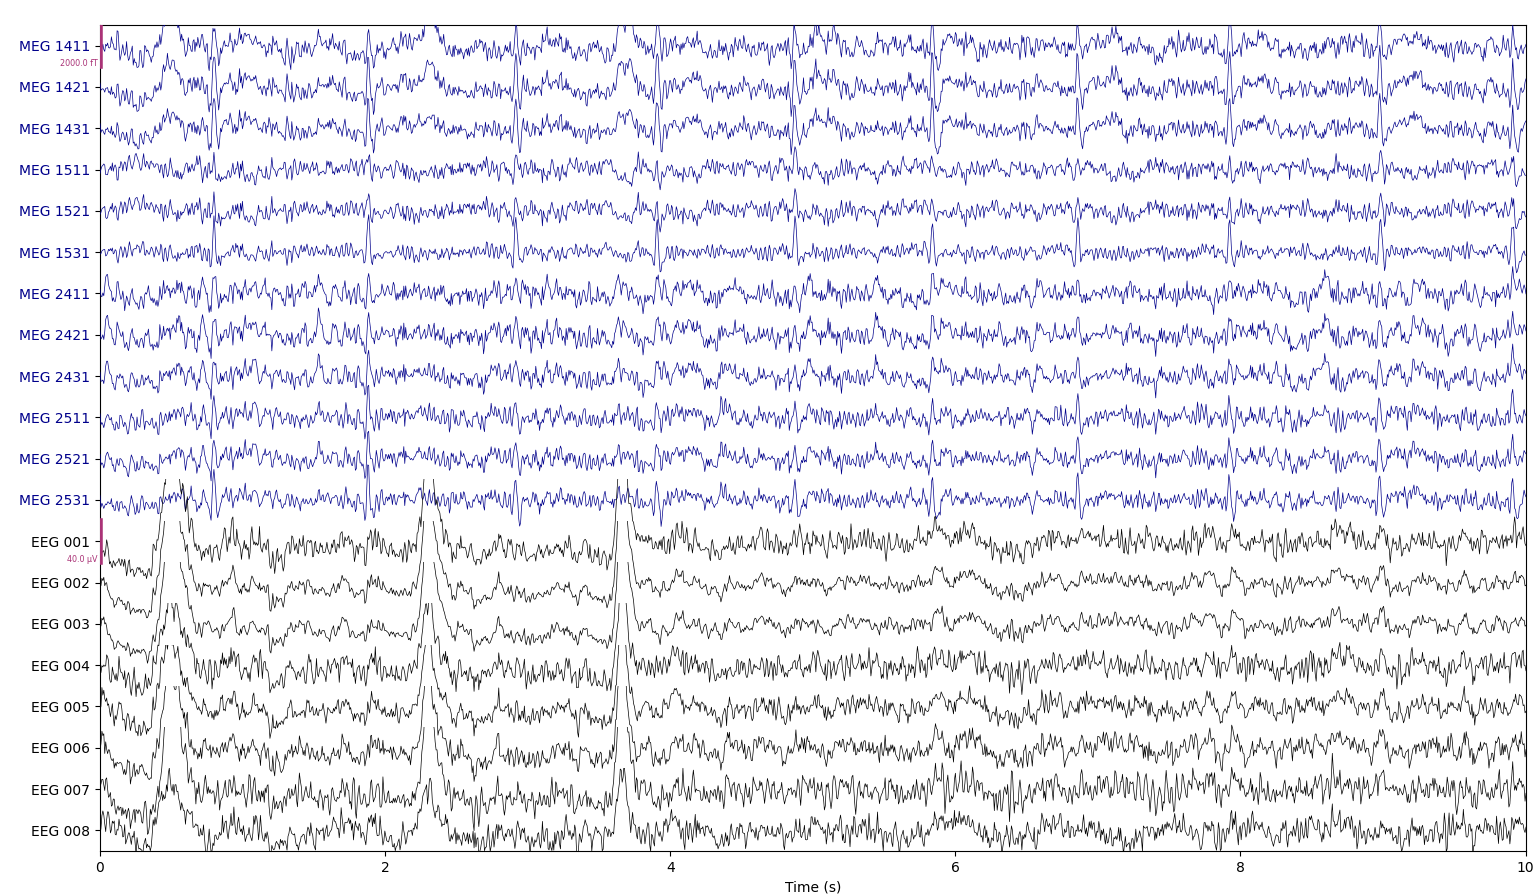 MEG 1411
2000.0 fT
MEG 1421
MEG 1431
MEG 1511
MEG 1521
MEG 1531
MEG 2411
MEG 2421
MEG 2431
MEG 2511
MEG 2521
MEG 2531
EEG 001
40.0 µV
EEG 002
EEG 003
EEG 004
EEG 005
EEG 006
EEG 007
EEG 008
0 2 4 6 8 10
Time (s)